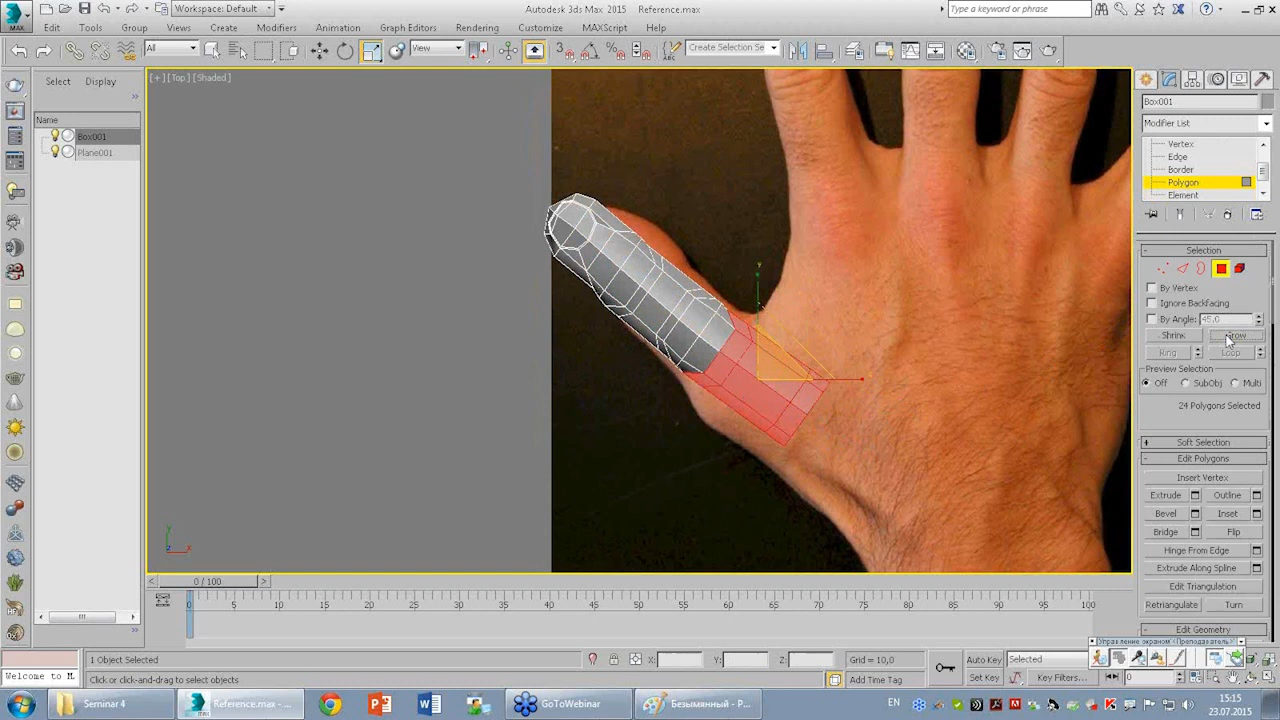 Autodesk 3ds Max 2015    Reference.max
Workspace: Default
Type a keyword or phrase
MAX
Edit Tools Group Views Create Modifiers Animation Graph Editors Rendering Customize MAXScript Help
All
View
Create Selection Se
Select Display
Name
Box001
Plane001
[+] [Top] [Shaded]
Box001
Modifier List
Vertex
Edge
Border
Polygon
Element
Selection
By Vertex
Ignore Backfacing
By Angle: 45.0
Shrink Grow
Ring Loop
Preview Selection
Off SubObj Multi
24 Polygons Selected
Soft Selection
Edit Polygons
Insert Vertex
Extrude Outline
Bevel Inset
Bridge Flip
Hinge From Edge
Extrude Along Spline
Edit Triangulation
Retriangulate Turn
Edit Geometry
Управление экраном: <Преподаватель>
0 / 100
0 5 10 15 20 25 30 35 40 45 50 55 60 65 70 75 80 85 90 95 100
1 Object Selected
X: Y: Z: Grid = 10,0
Auto Key Selected
Welcome to M
Click or click-and-drag to select objects
Add Time Tag
Set Key Key Filters... 0
Seminar 4
Reference.max - ...
GoToWebinar
Безымянный - P...
EN
15:15
23.07.2015